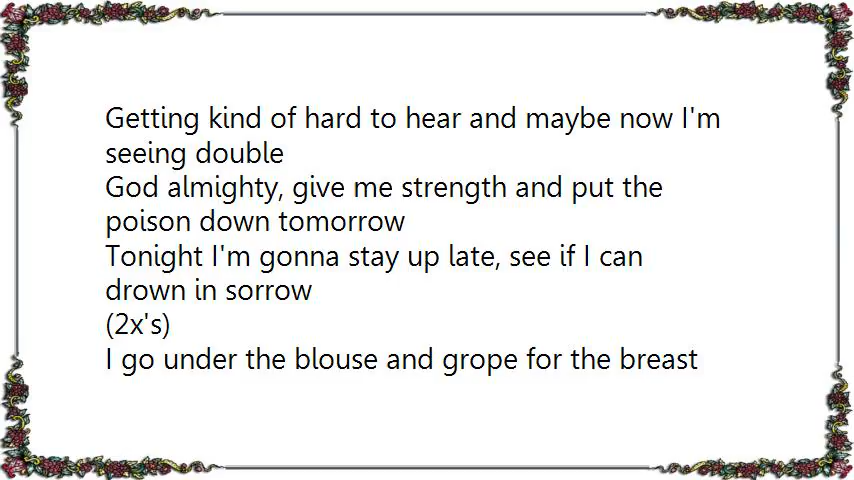 Getting kind of hard to hear and maybe now I'm
seeing double
God almighty, give me strength and put the
poison down tomorrow
Tonight I'm gonna stay up late, see if I can
drown in sorrow
(2x's)
I go under the blouse and grope for the breast